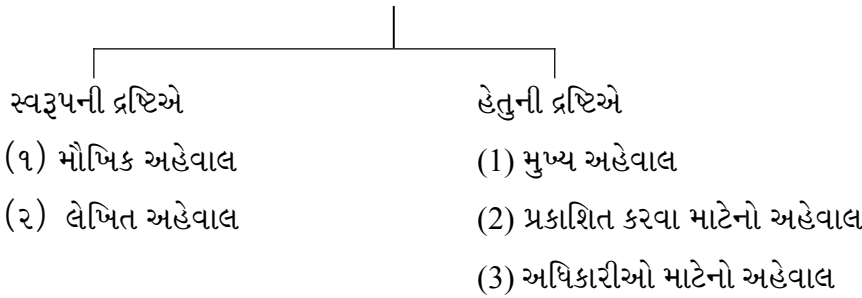 સ્વરૂપની દ્રષ્ટિએ
(૧) મૌખિક અહેવાલ
(૨) લેખિત અહેવાલ
હેતુની દ્રષ્ટિએ
(1) મુખ્ય અહેવાલ
(2) પ્રકાશિત કરવા માટેનો અહેવાલ
(3) અધિકારીઓ માટેનો અહેવાલ